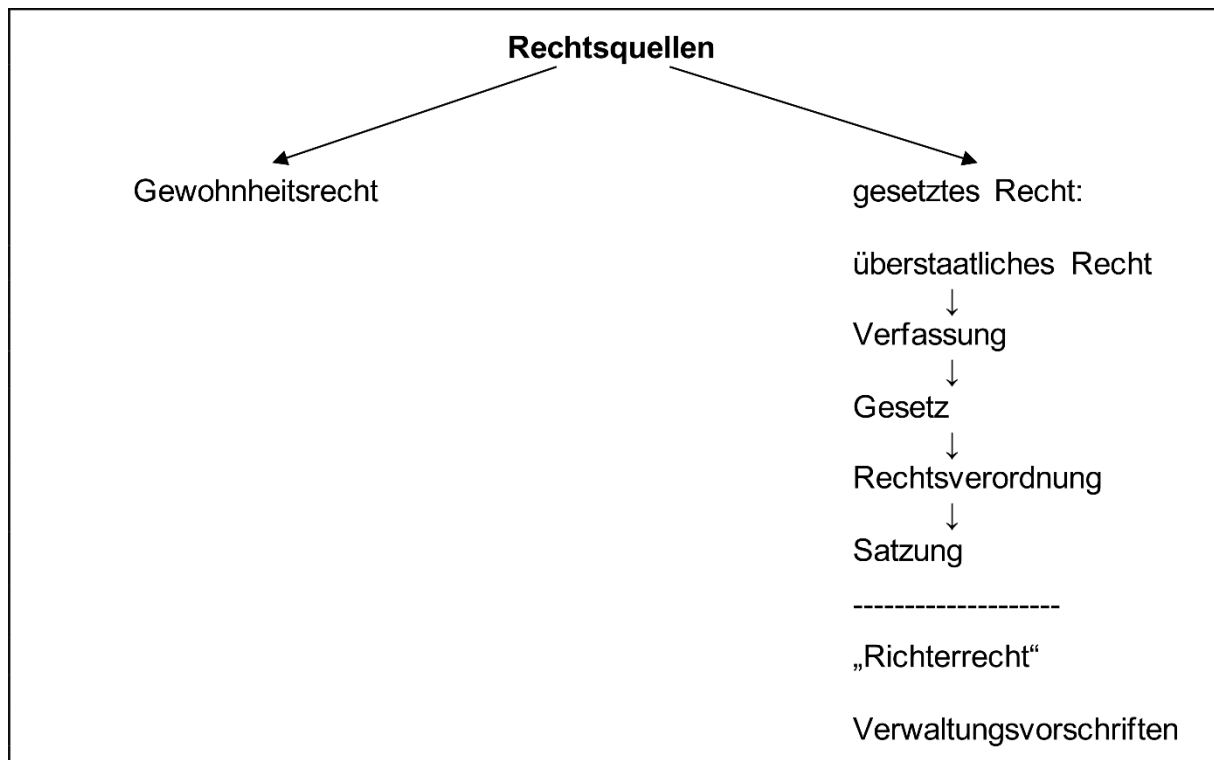 Rechtsquellen
Gewohnheitsrecht
gesetztes Recht:
überstaatliches Recht
↓
Verfassung
↓
Gesetz
↓
Rechtsverordnung
↓
Satzung
--------------------
„Richterrecht“
Verwaltungsvorschriften